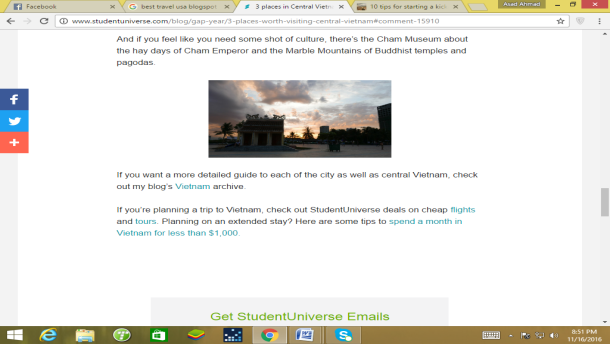 Asad Ahmad
Facebook
best travel usa blogspot
3 places in Central Vietn
10 tips for starting a kick
www.studentuniverse.com/blog/gap-year/3-places-worth-visiting-central-vietnam#comment-15910
And if you feel like you need some shot of culture, there's the Cham Museum about
the hay days of Cham Emperor and the Marble Mountains of Buddhist temples and
pagodas.
If you want a more detailed guide to each of the city as well as central Vietnam, check
out my blog's Vietnam archive.
If you're planning a trip to Vietnam, check out StudentUniverse deals on cheap flights
and tours. Planning on an extended stay? Here are some tips to spend a month in
Vietnam for less than $1,000.
Get StudentUniverse Emails
8:51 PM
11/16/2016